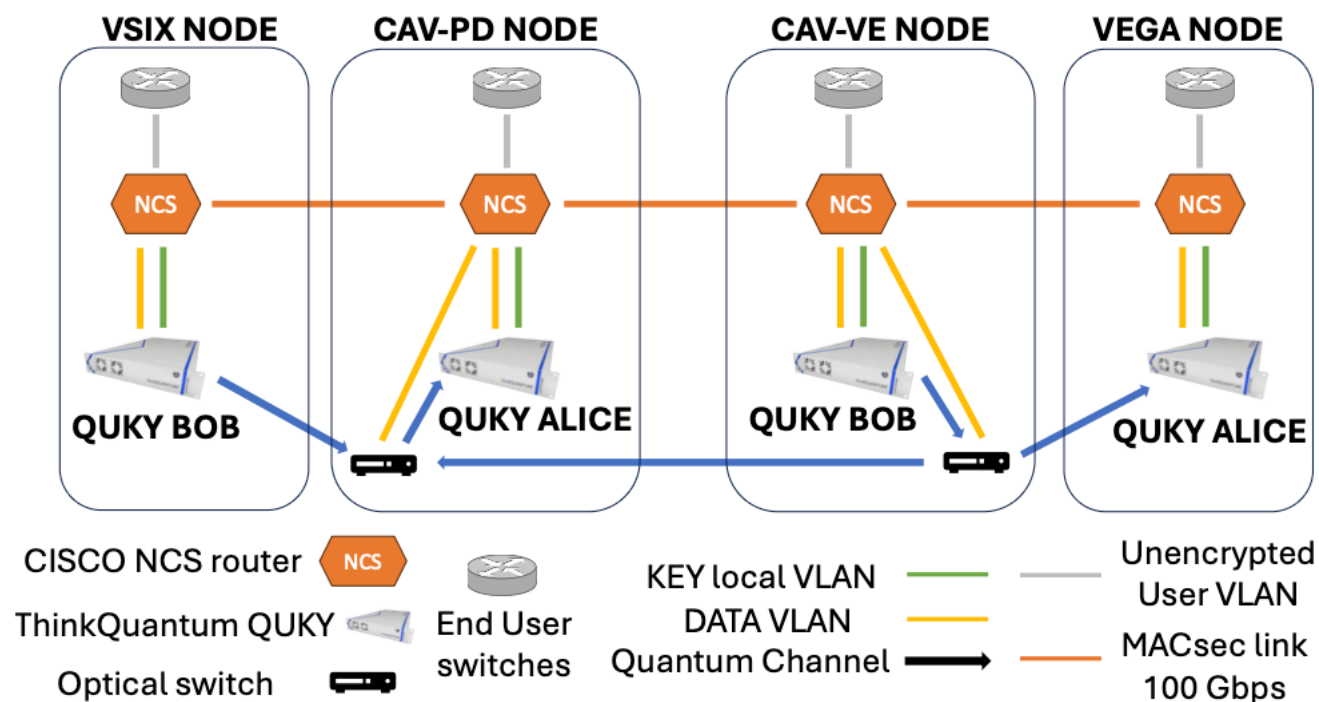 VSIX NODE
CAV-PD NODE
CAV-VE NODE
VEGA NODE
NCS
NCS
NCS
NCS
QUKY BOB
QUKY ALICE
QUKY BOB
QUKY ALICE
CISCO NCS router
NCS
ThinkQuantum QUKY
Optical switch
End User
switches
KEY local VLAN
DATA VLAN
Quantum Channel
Unencrypted
User VLAN
MACsec link
100 Gbps